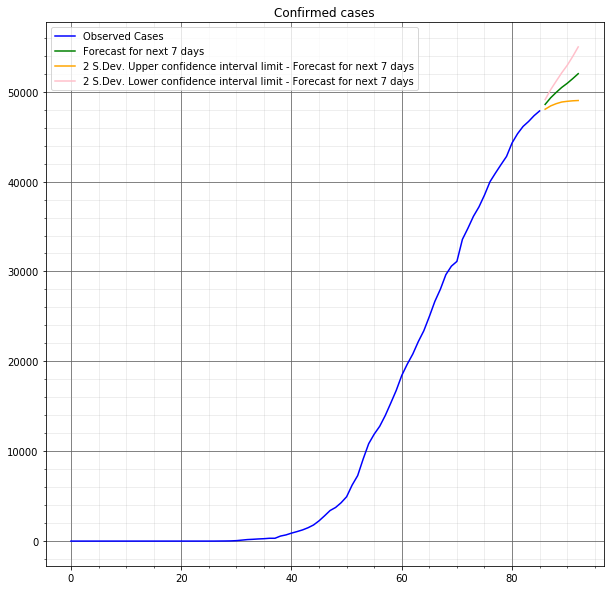 Confirmed cases
Observed Cases
Forecast for next 7 days
2 S.Dev. Upper confidence interval limit - Forecast for next 7 days
2 S.Dev. Lower confidence interval limit - Forecast for next 7 days
50000
40000
30000
20000
10000
0
0 20 40 60 80